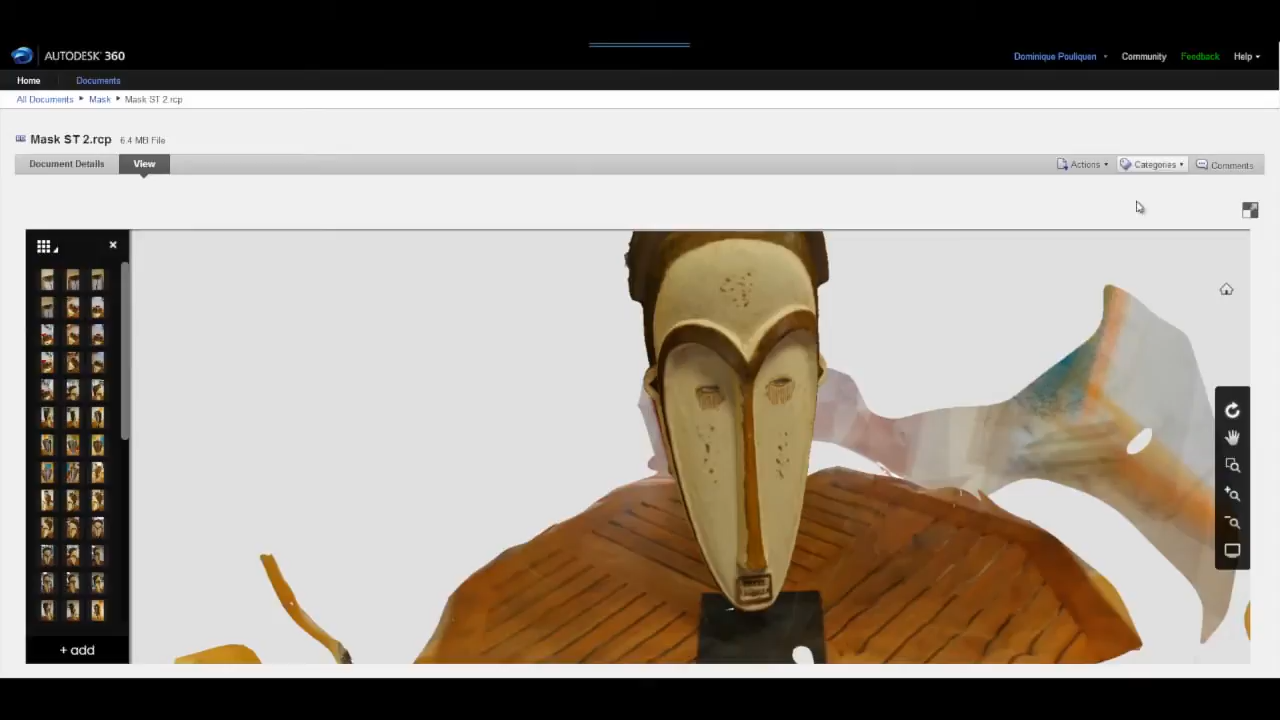 AUTODESK® 360
Dominique Pouliquen Community Feedback Help
Home Documents
All Documents Mask Mask ST 2.rcp
Mask ST 2.rcp 6.4 MB File
Document Details View Actions Categories Comments
+ add